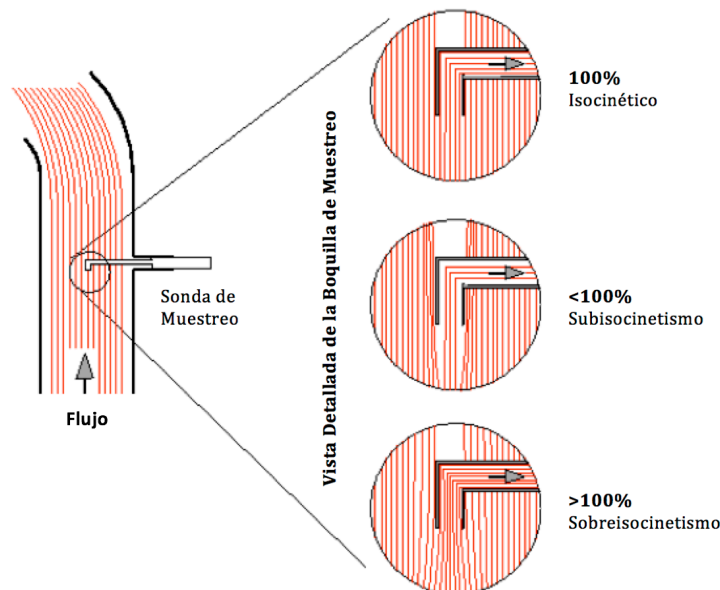 100%
Isocinético
Vista Detallada de la Boquilla de Muestreo
Sonda de
Muestreo
<100%
Subisocinetismo
Flujo
>100%
Sobreisocinetismo